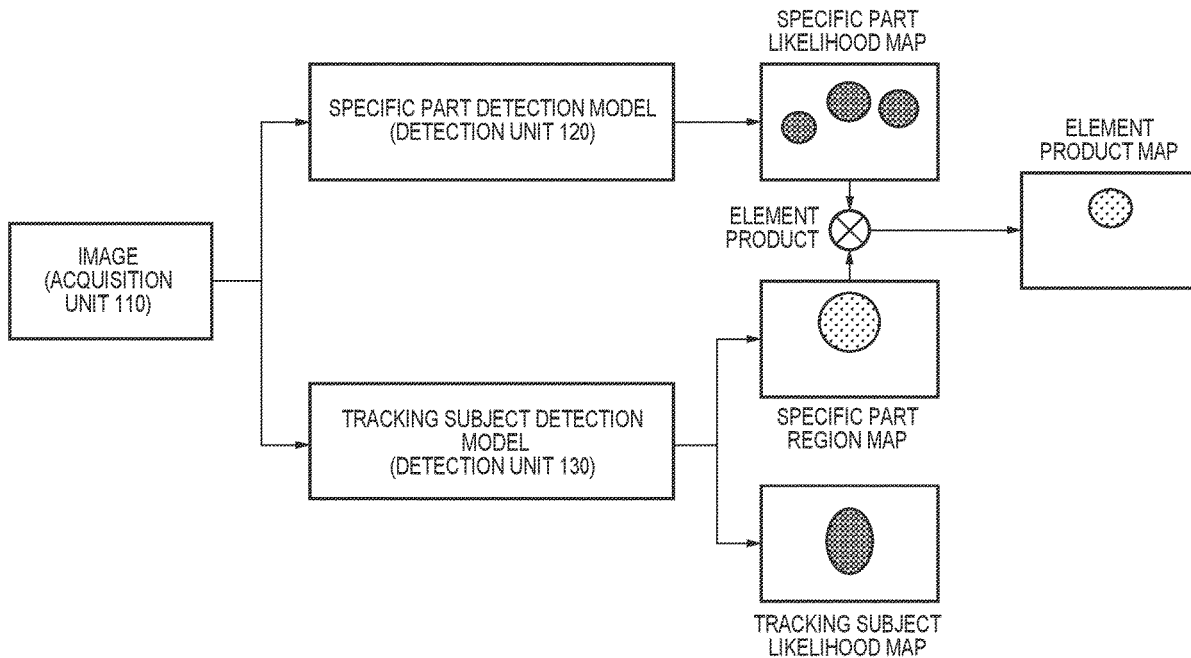 SPECIFIC PART
LIKELIHOOD MAP
SPECIFIC PART DETECTION MODEL
(DETECTION UNIT 120)
ELEMENT
PRODUCT MAP
ELEMENT
PRODUCT
IMAGE
(ACQUISITION
UNIT 110)
TRACKING SUBJECT DETECTION
MODEL
(DETECTION UNIT 130)
SPECIFIC PART
REGION MAP
TRACKING SUBJECT
LIKELIHOOD MAP